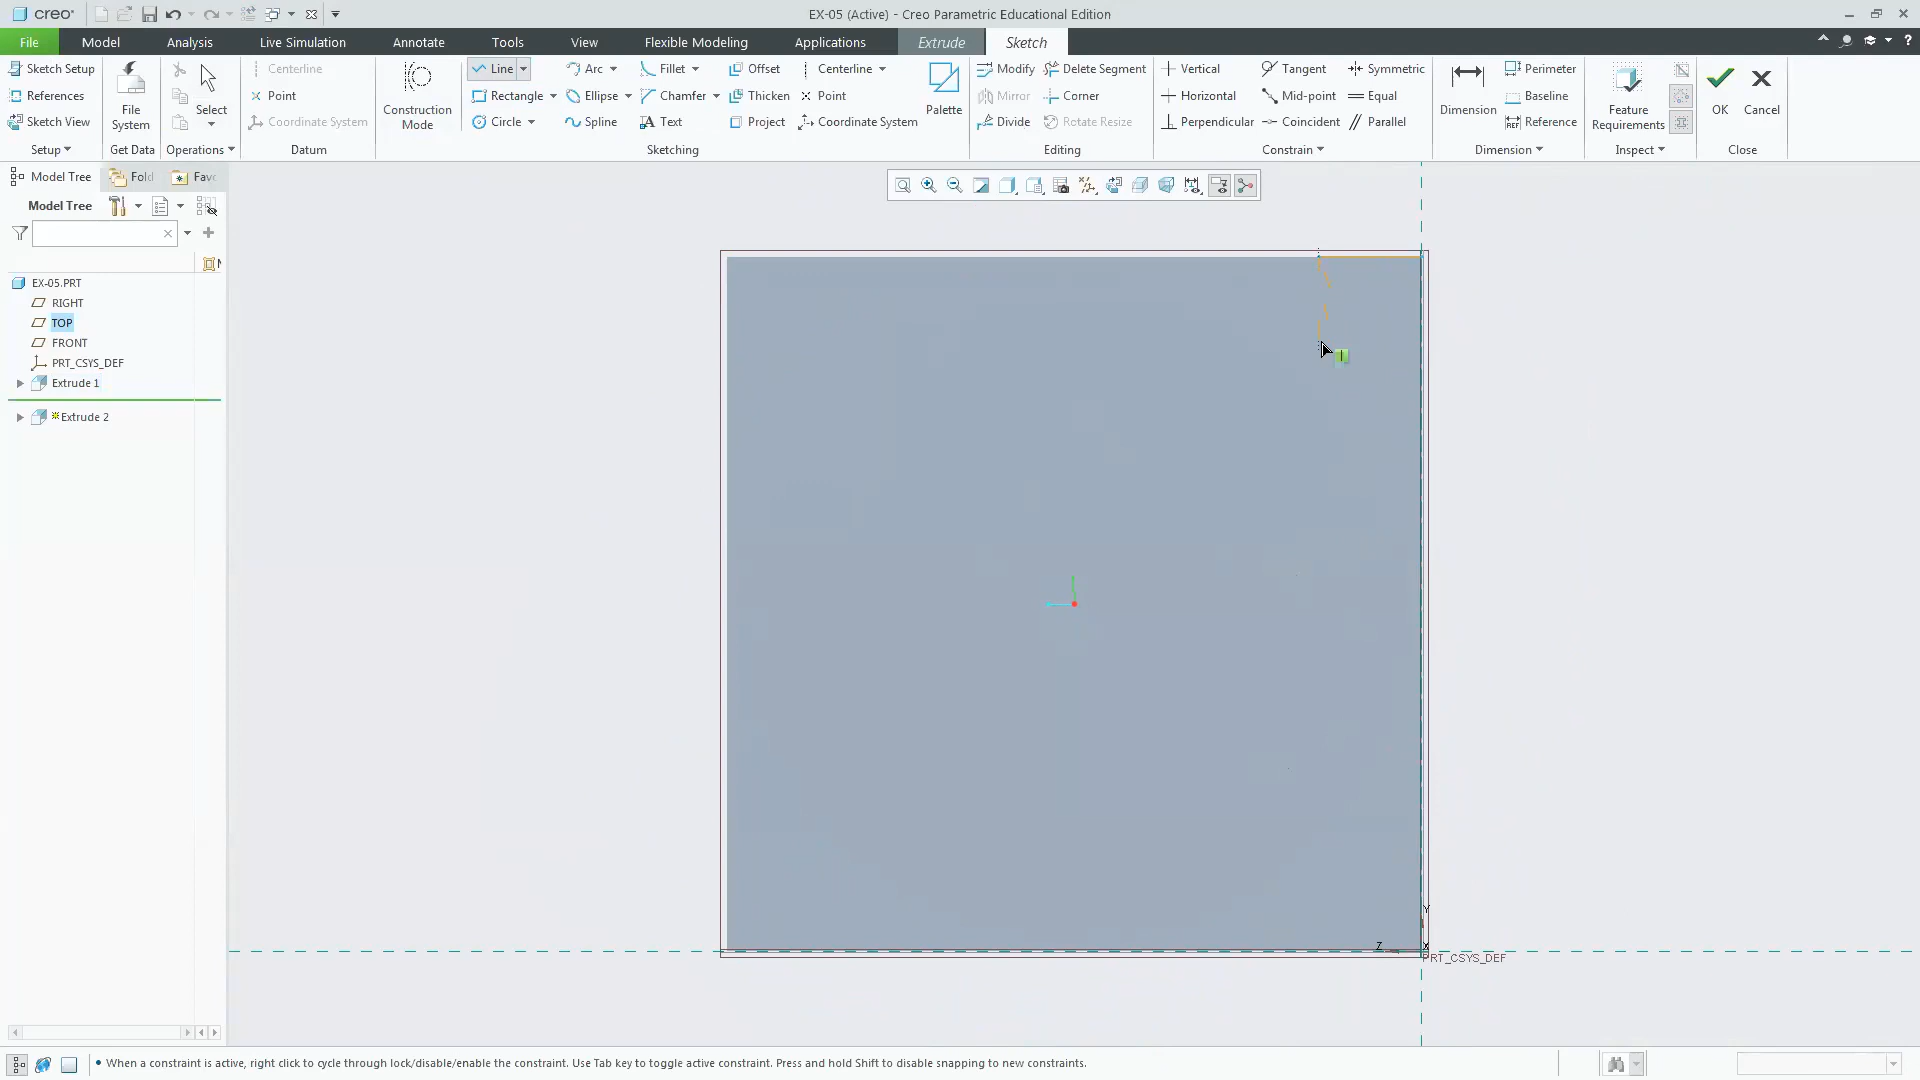 creo
EX-05 (Active) - Creo Parametric Educational Edition
File Model Analysis Live Simulation Annotate Tools View Flexible Modeling Applications Extrude Sketch
Sketch Setup
References
Sketch View
Setup
File System
Get Data
Select
Operations
Centerline
Point
Coordinate System
Datum
Construction Mode
Line Arc Fillet Offset Centerline
Rectangle Ellipse Chamfer Thicken Point
Circle Spline Text Project Coordinate System
Palette
Sketching
Modify Delete Segment
Mirror Corner
Divide Rotate Resize
Editing
Vertical Tangent Symmetric
Horizontal Mid-point Equal
Perpendicular Coincident Parallel
Constrain
Dimension
Perimeter
Baseline
Reference
Dimension
Feature Requirements
Inspect
OK
Cancel
Close
Model Tree Fold Fav
Model Tree
EX-05.PRT
RIGHT
TOP
FRONT
PRT_CSYS_DEF
Extrude 1
Extrude 2
Y
Z X
PRT_CSYS_DEF
• When a constraint is active, right click to cycle through lock/disable/enable the constraint. Use Tab key to toggle active constraint. Press and hold Shift to disable snapping to new constraints.